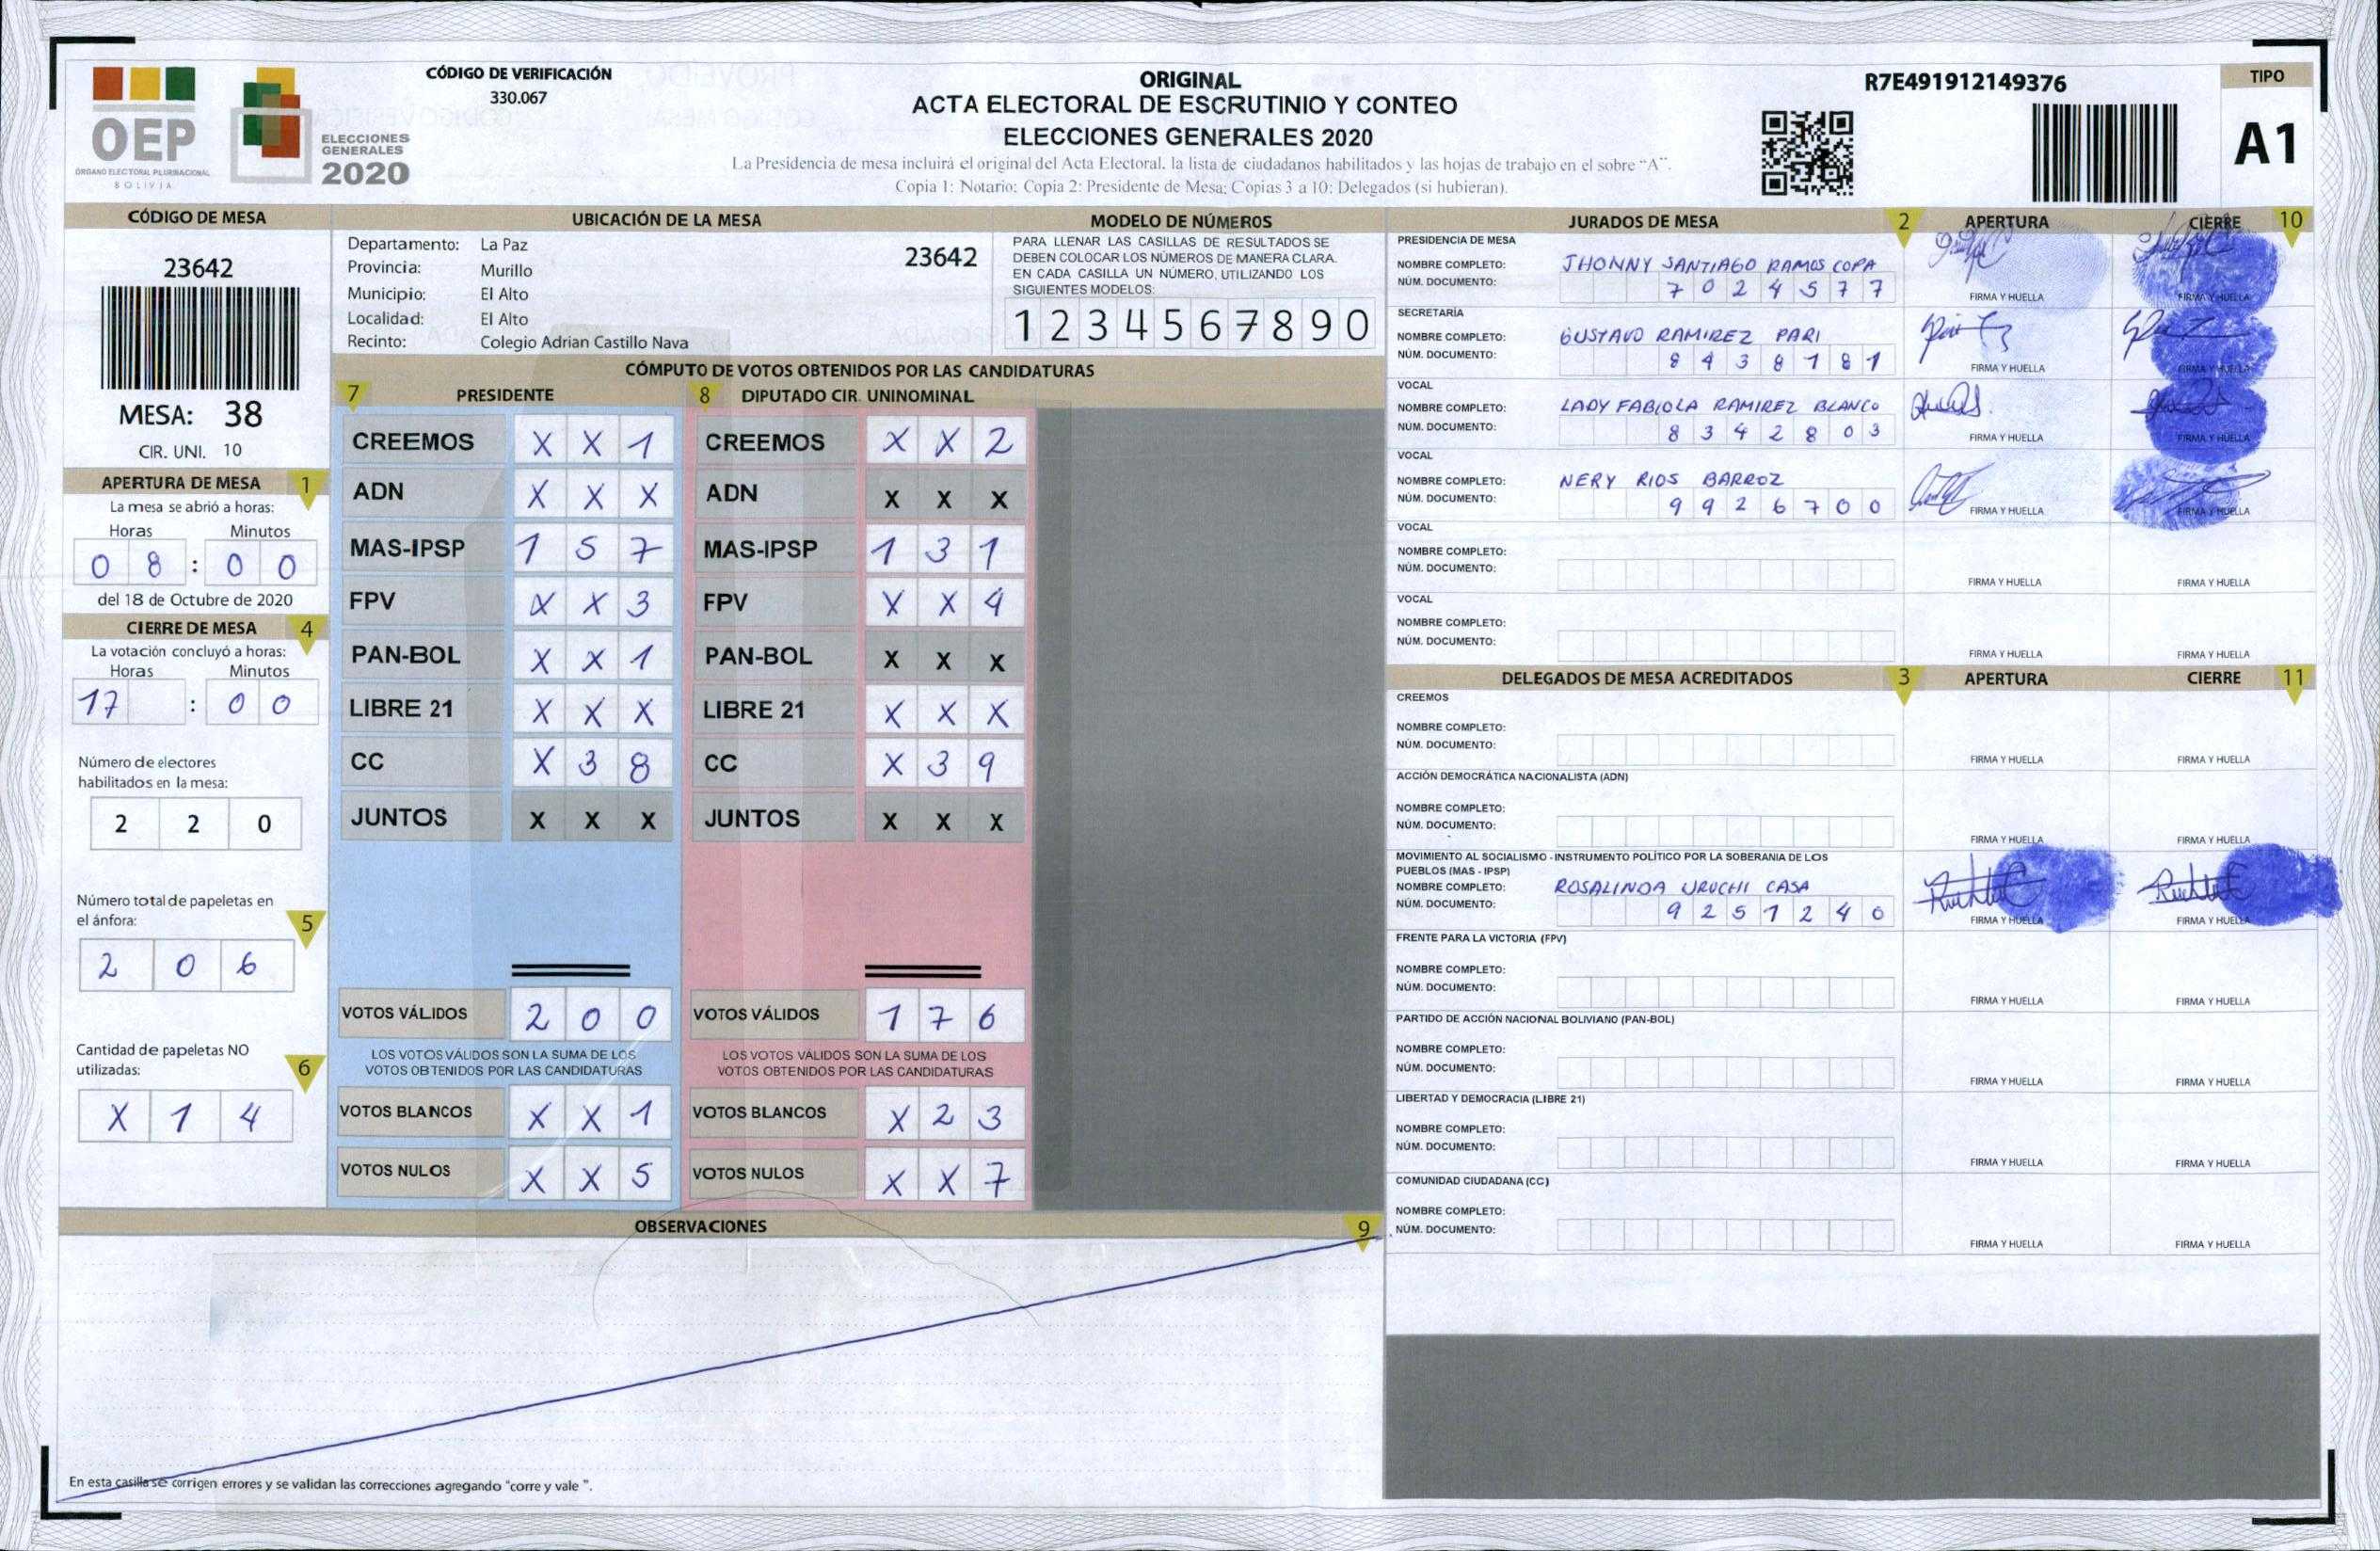 CÓDIGO DE VERIFICACIÓN
330.067
OEP
ÓRGANO ELECTORAL PLURINACIONAL
BOLIVIA
ELECCIONES
GENERALES
2020
ORIGINAL
ACTA ELECTORAL DE ESCRUTINIO Y CONTEO
ELECCIONES GENERALES 2020
La Presidencia de mesa incluirá el original del Acta Electoral, la lista de ciudadanos habilitados y las hojas de trabajo en el sobre "A".
Copia 1: Notario; Copia 2: Presidente de Mesa; Copias 3 a 10: Delegados (si hubieran).
R7E491912149376
TIPO
A1
CÓDIGO DE MESA
23642
MESA: 38
CIR. UNI. 10
APERTURA DE MESA 1
La mesa se abrió a horas:
Horas Minutos
0 8 : 0 0
del 18 de Octubre de 2020
CIERRE DE MESA 4
La votación concluyó a horas:
Horas Minutos
17 : 0 0
Número de electores
habilitados en la mesa:
2 2 0
Número total de papeletas en
el ánfora: 5
2 0 6
Cantidad de papeletas NO
utilizadas: 6
X 1 4
UBICACIÓN DE LA MESA
Departamento: La Paz 23642
Provincia: Murillo
Municipio: El Alto
Localidad: El Alto
Recinto: Colegio Adrian Castillo Nava
MODELO DE NÚMEROS
PARA LLENAR LAS CASILLAS DE RESULTADOS SE
DEBEN COLOCAR LOS NÚMEROS DE MANERA CLARA.
EN CADA CASILLA UN NÚMERO, UTILIZANDO LOS
SIGUIENTES MODELOS:
1 2 3 4 5 6 7 8 9 0
CÓMPUTO DE VOTOS OBTENIDOS POR LAS CANDIDATURAS
7 PRESIDENTE 8 DIPUTADO CIR. UNINOMINAL
CREEMOS X X 1 CREEMOS X X 2
ADN X X X ADN X X X
MAS-IPSP 1 5 7 MAS-IPSP 1 3 1
FPV X X 3 FPV X X 4
PAN-BOL X X 1 PAN-BOL X X X
LIBRE 21 X X X LIBRE 21 X X X
CC X 3 8 CC X 3 9
JUNTOS X X X JUNTOS X X X
VOTOS VÁLIDOS 2 0 0 VOTOS VÁLIDOS 1 7 6
LOS VOTOS VÁLIDOS SON LA SUMA DE LOS LOS VOTOS VÁLIDOS SON LA SUMA DE LOS
VOTOS OBTENIDOS POR LAS CANDIDATURAS VOTOS OBTENIDOS POR LAS CANDIDATURAS
VOTOS BLANCOS X X 1 VOTOS BLANCOS X 2 3
VOTOS NULOS X X 5 VOTOS NULOS X X 7
OBSERVACIONES 9
En esta casilla se corrigen errores y se validan las correcciones agregando "corre y vale ".
JURADOS DE MESA 2 APERTURA CIERRE 10
PRESIDENCIA DE MESA
NOMBRE COMPLETO: JHONNY SANTIAGO RAMOS COPA
NÚM. DOCUMENTO: 7 0 2 4 5 7 7
FIRMA Y HUELLA FIRMA Y HUELLA
SECRETARÍA
NOMBRE COMPLETO: GUSTAVO RAMIREZ PARI
NÚM. DOCUMENTO: 8 4 3 8 1 8 1
FIRMA Y HUELLA FIRMA Y HUELLA
VOCAL
NOMBRE COMPLETO: LADY FABIOLA RAMIREZ BLANCO
NÚM. DOCUMENTO: 8 3 4 2 8 0 3
FIRMA Y HUELLA FIRMA Y HUELLA
VOCAL
NOMBRE COMPLETO: NERY RIOS BARROZ
NÚM. DOCUMENTO: 9 9 2 6 7 0 0
FIRMA Y HUELLA FIRMA Y HUELLA
VOCAL
NOMBRE COMPLETO:
NÚM. DOCUMENTO:
FIRMA Y HUELLA FIRMA Y HUELLA
VOCAL
NOMBRE COMPLETO:
NÚM. DOCUMENTO:
FIRMA Y HUELLA FIRMA Y HUELLA
DELEGADOS DE MESA ACREDITADOS 3 APERTURA CIERRE 11
CREEMOS
NOMBRE COMPLETO:
NÚM. DOCUMENTO:
FIRMA Y HUELLA FIRMA Y HUELLA
ACCIÓN DEMOCRÁTICA NACIONALISTA (ADN)
NOMBRE COMPLETO:
NÚM. DOCUMENTO:
FIRMA Y HUELLA FIRMA Y HUELLA
MOVIMIENTO AL SOCIALISMO - INSTRUMENTO POLÍTICO POR LA SOBERANIA DE LOS
PUEBLOS (MAS - IPSP)
NOMBRE COMPLETO: ROSALINDA URUCHI CASA
NÚM. DOCUMENTO: 9 2 5 1 2 4 0
FIRMA Y HUELLA FIRMA Y HUELLA
FRENTE PARA LA VICTORIA (FPV)
NOMBRE COMPLETO:
NÚM. DOCUMENTO:
FIRMA Y HUELLA FIRMA Y HUELLA
PARTIDO DE ACCIÓN NACIONAL BOLIVIANO (PAN-BOL)
NOMBRE COMPLETO:
NÚM. DOCUMENTO:
FIRMA Y HUELLA FIRMA Y HUELLA
LIBERTAD Y DEMOCRACIA (LIBRE 21)
NOMBRE COMPLETO:
NÚM. DOCUMENTO:
FIRMA Y HUELLA FIRMA Y HUELLA
COMUNIDAD CIUDADANA (CC)
NOMBRE COMPLETO:
NÚM. DOCUMENTO:
FIRMA Y HUELLA FIRMA Y HUELLA